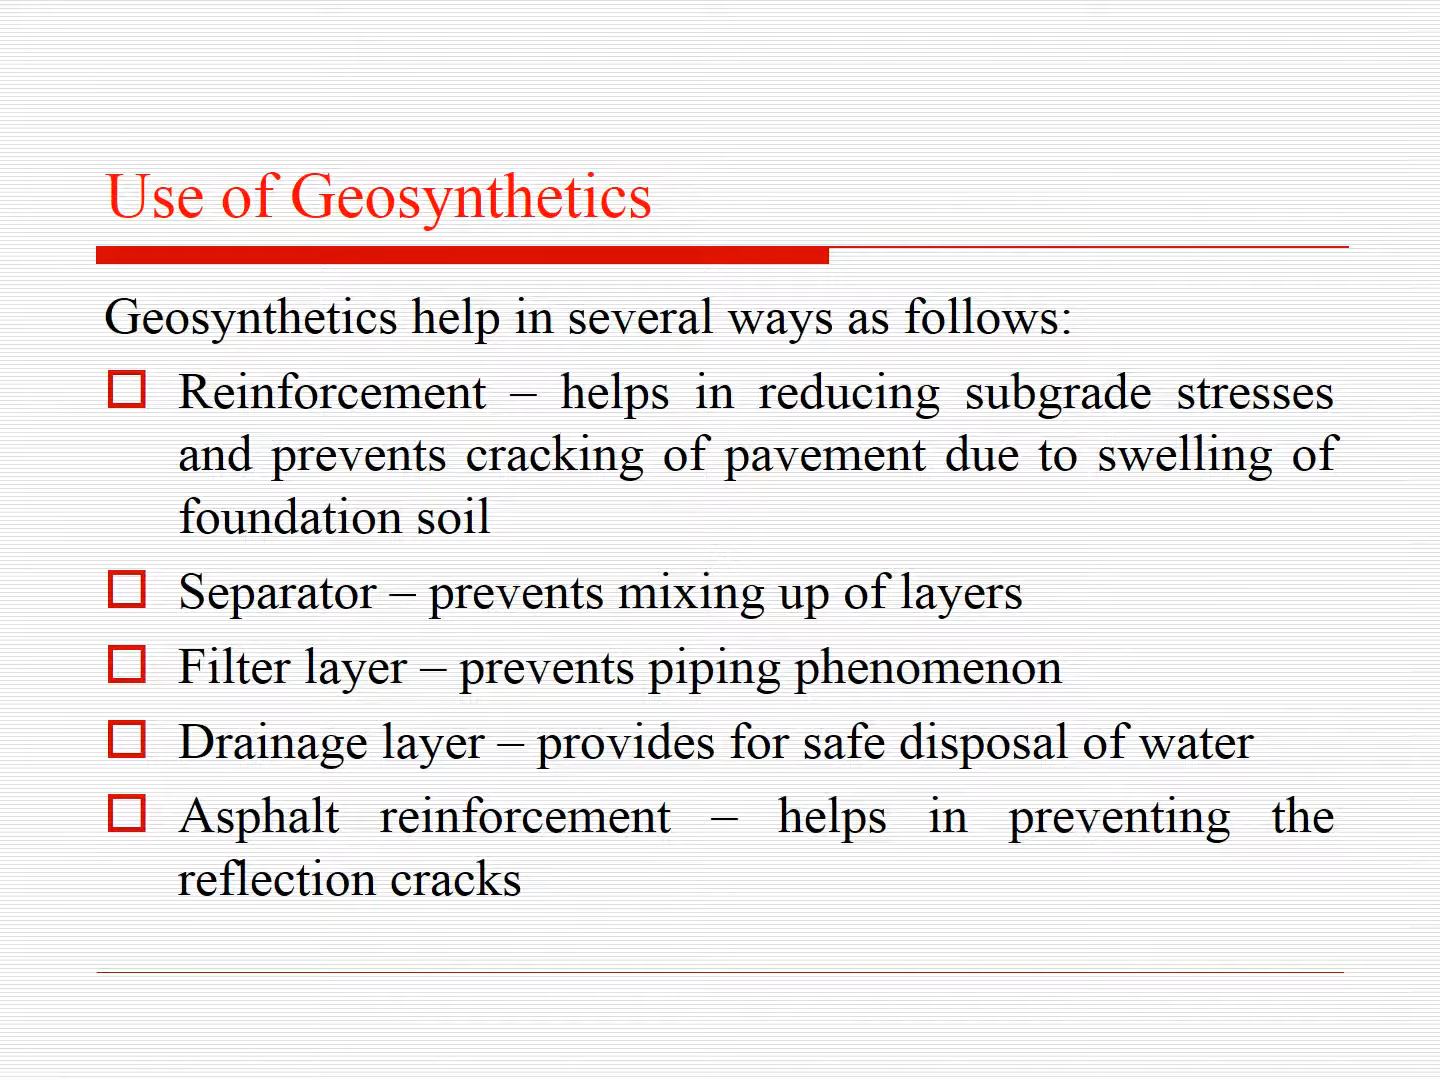 Use of Geosynthetics
Geosynthetics help in several ways as follows:
Reinforcement – helps in reducing subgrade stresses
and prevents cracking of pavement due to swelling of
foundation soil
Separator – prevents mixing up of layers
Filter layer – prevents piping phenomenon
Drainage layer – provides for safe disposal of water
Asphalt reinforcement – helps in preventing the
reflection cracks